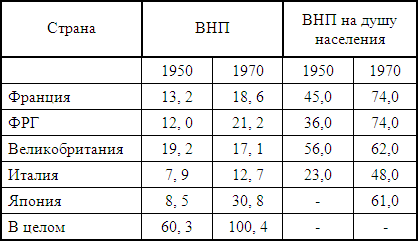 Страна ВНП ВНП на душу
населения
1950 1970 1950 1970
Франция 13, 2 18, 6 45,0 74,0
ФРГ 12, 0 21, 2 36,0 74,0
Великобритания 19, 2 17, 1 56,0 62,0
Италия 7, 9 12, 7 23,0 48,0
Япония 8, 5 30, 8 - 61,0
В целом 60, 3 100, 4 - -